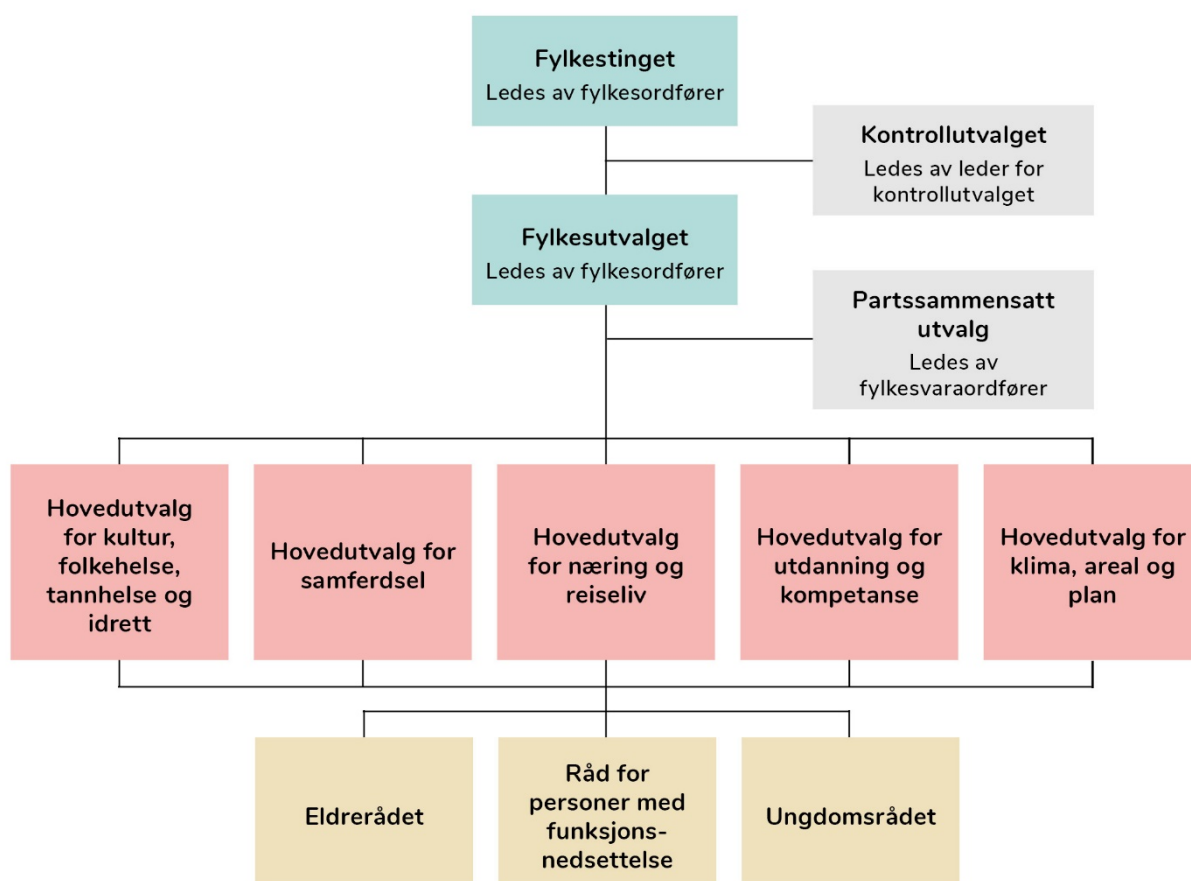 Fylkestinget
Ledes av fylkesordfører
Kontrollutvalget
Ledes av leder for
kontrollutvalget
Fylkesutvalget
Ledes av fylkesordfører
Partssammensatt
utvalg
Ledes av
fylkesvaraordfører
Hovedutvalg
for kultur,
folkehelse,
tannhelse og
idrett
Hovedutvalg for
samferdsel
Hovedutvalg
for næring og
reiseliv
Hovedutvalg for
utdanning og
kompetanse
Hovedutvalg for
klima, areal og
plan
Eldrerådet
Råd for
personer med
funksjons-
nedsettelse
Ungdomsrådet